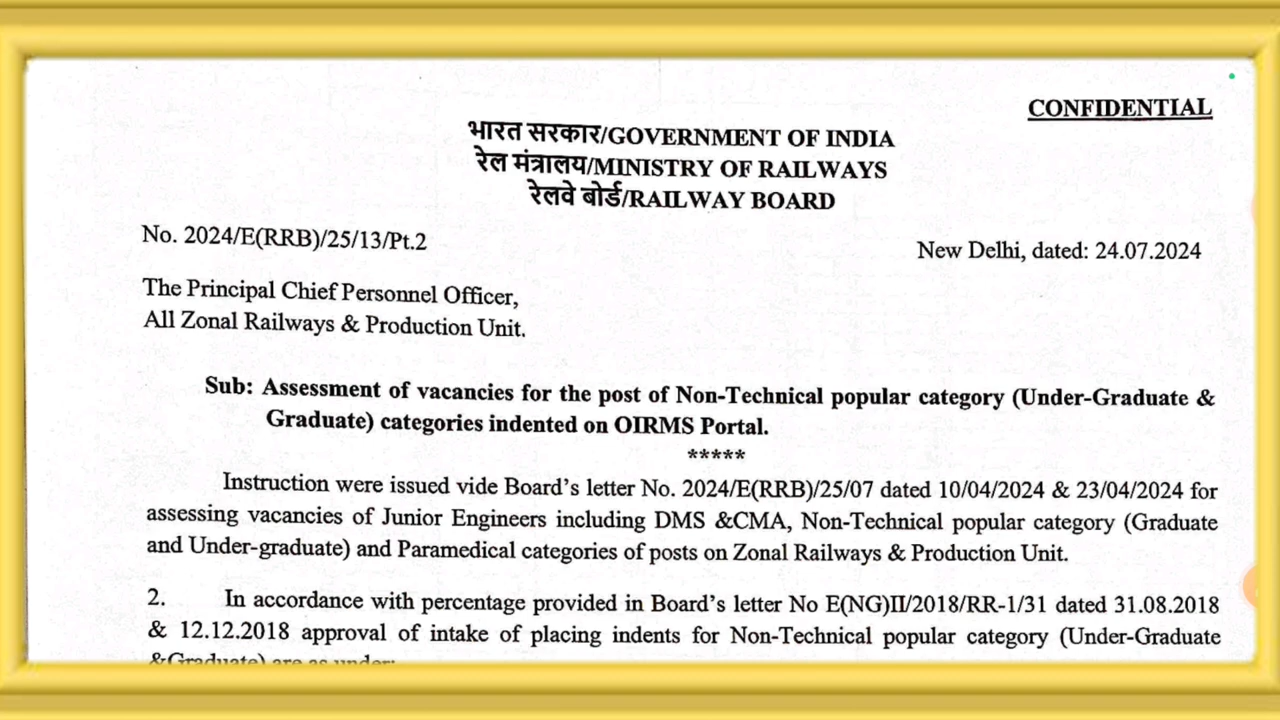 CONFIDENTIAL
भारत सरकार/GOVERNMENT OF INDIA
रेल मंत्रालय/MINISTRY OF RAILWAYS
रेलवे बोर्ड/RAILWAY BOARD
No. 2024/E(RRB)/25/13/Pt.2
New Delhi, dated: 24.07.2024
The Principal Chief Personnel Officer,
All Zonal Railways & Production Unit.
Sub: Assessment of vacancies for the post of Non-Technical popular category (Under-Graduate &
Graduate) categories indented on OIRMS Portal.
*****
Instruction were issued vide Board's letter No. 2024/E(RRB)/25/07 dated 10/04/2024 & 23/04/2024 for
assessing vacancies of Junior Engineers including DMS &CMA, Non-Technical popular category (Graduate
and Under-graduate) and Paramedical categories of posts on Zonal Railways & Production Unit.
2. In accordance with percentage provided in Board's letter No E(NG)II/2018/RR-1/31 dated 31.08.2018
& 12.12.2018 approval of intake of placing indents for Non-Technical popular category (Under-Graduate
&Graduate) are as under: